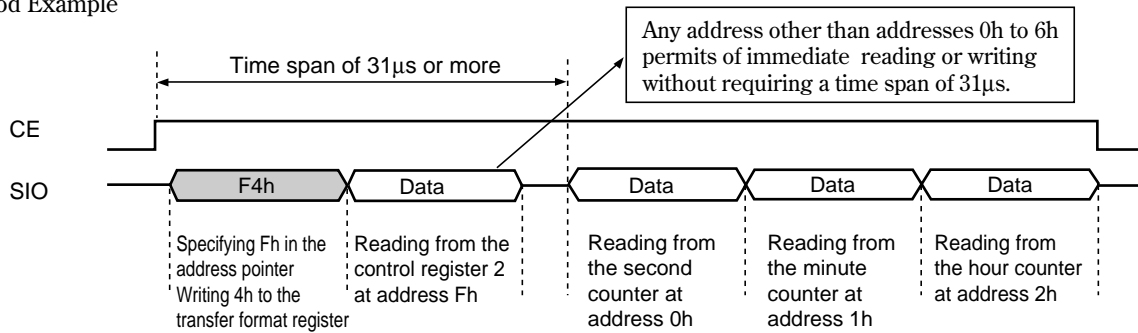 od Example
Any address other than addresses 0h to 6h
permits of immediate reading or writing
without requiring a time span of 31μs.
Time span of 31μs or more
CE
SIO
F4h
Data
Data
Data
Data
Specifying Fh in the
address pointer
Writing 4h to the
transfer format register
Reading from the
control register 2
at address Fh
Reading from
the second
counter at
address 0h
Reading from
the minute
counter at
address 1h
Reading from
the hour counter
at address 2h